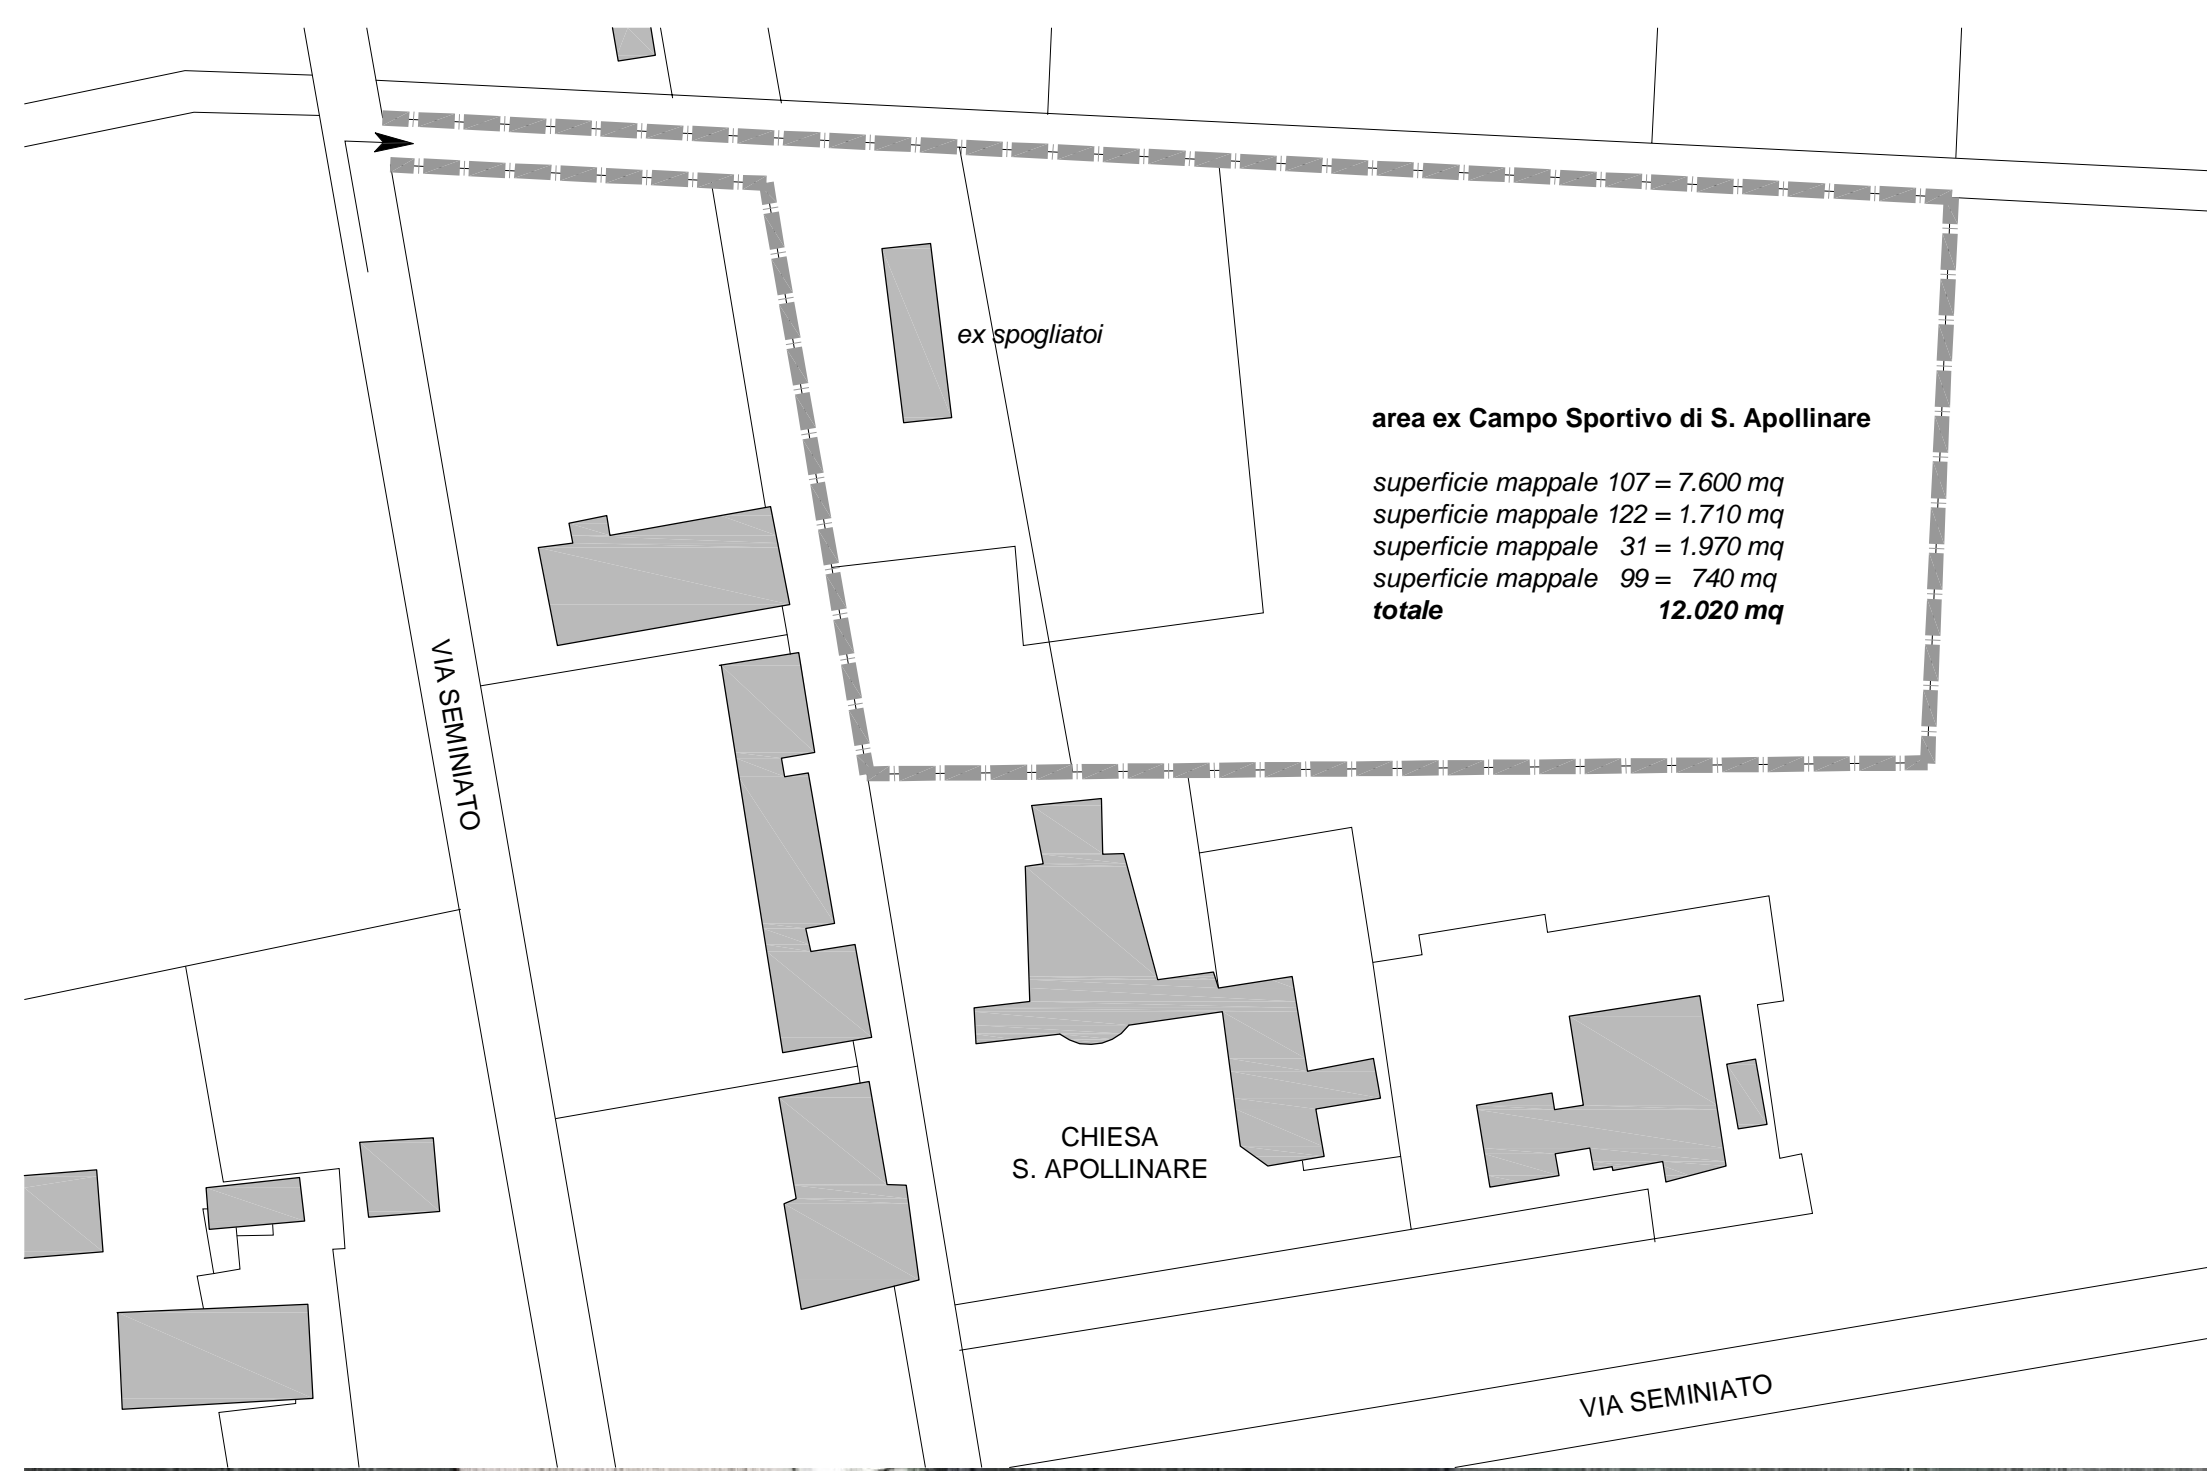 ex spogliatoi
area ex Campo Sportivo di S. Apollinare
superficie mappale 107 = 7.600 mq
superficie mappale 122 = 1.710 mq
superficie mappale 31 = 1.970 mq
superficie mappale 99 = 740 mq
totale 12.020 mq
VIA SEMINIATO
CHIESA
S. APOLLINARE
VIA SEMINIATO